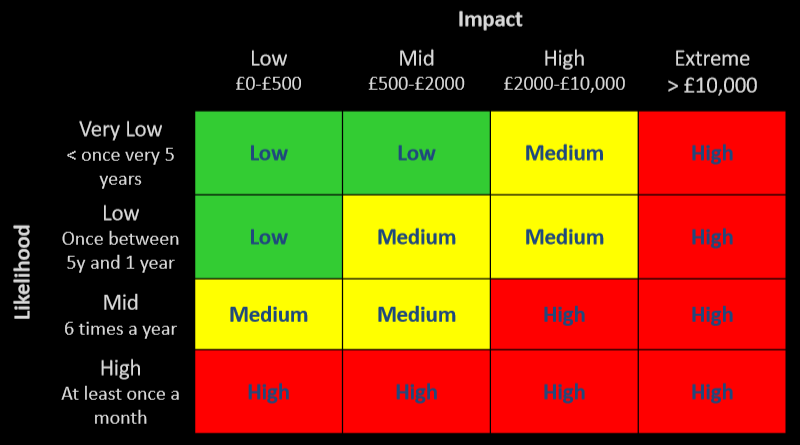 Impact
Low
£0-£500
Mid
£500-£2000
High
£2000-£10,000
Extreme
> £10,000
Likelihood
Very Low
< once very 5
years
Low
Low
Medium
High
Low
Once between
5y and 1 year
Low
Medium
Medium
High
Mid
6 times a year
Medium
Medium
High
High
High
At least once a
month
High
High
High
High